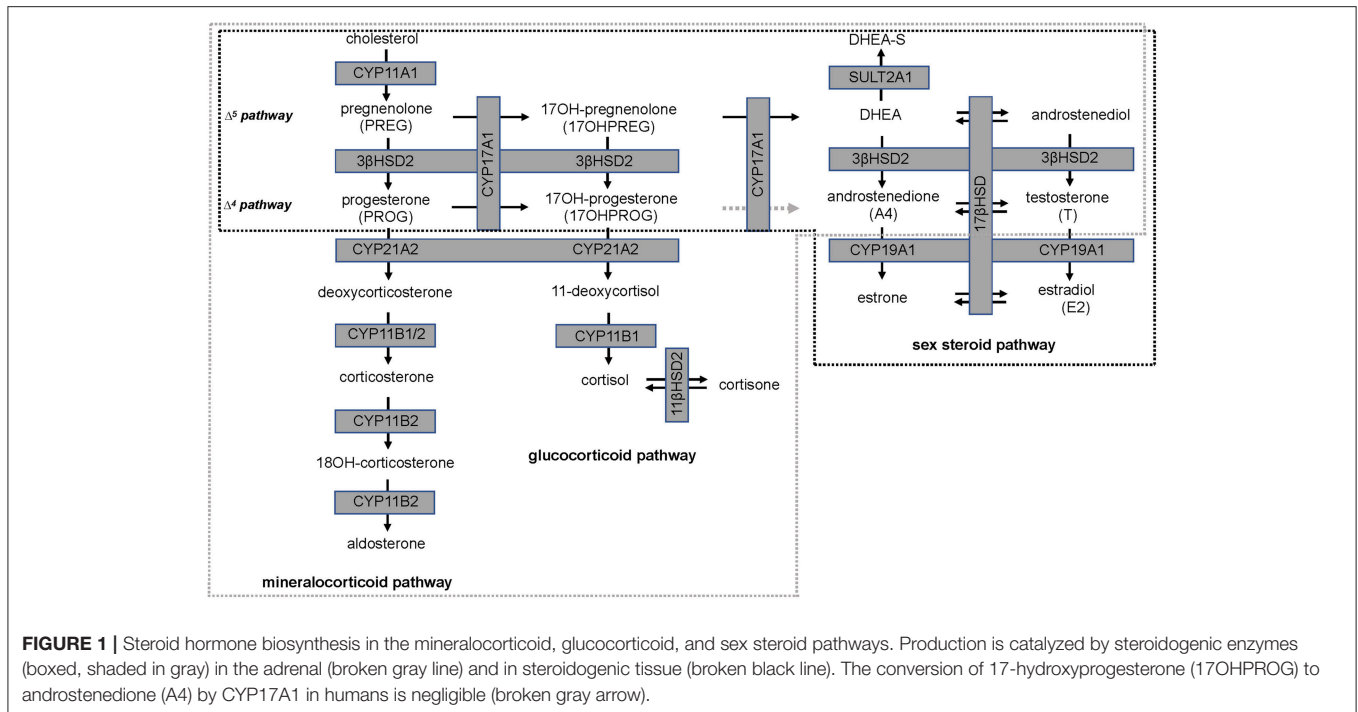 cholesterol
DHEA-S
CYP11A1
SULT2A1
Δ⁵ pathway
pregnenolone
(PREG)
CYP17A1
17OH-pregnenolone
(17OHPREG)
CYP17A1
DHEA
17βHSD
androstenediol
3βHSD2
3βHSD2
3βHSD2
3βHSD2
Δ⁴ pathway
progesterone
(PROG)
17OH-progesterone
(17OHPROG)
androstenedione
(A4)
testosterone
(T)
CYP21A2
CYP21A2
CYP19A1
CYP19A1
deoxycorticosterone
11-deoxycortisol
estrone
estradiol
(E2)
CYP11B1/2
CYP11B1
sex steroid pathway
corticosterone
cortisol
11βHSD2
cortisone
CYP11B2
18OH-corticosterone
glucocorticoid pathway
CYP11B2
aldosterone
mineralocorticoid pathway
FIGURE 1 | Steroid hormone biosynthesis in the mineralocorticoid, glucocorticoid, and sex steroid pathways. Production is catalyzed by steroidogenic enzymes
(boxed, shaded in gray) in the adrenal (broken gray line) and in steroidogenic tissue (broken black line). The conversion of 17-hydroxyprogesterone (17OHPROG) to
androstenedione (A4) by CYP17A1 in humans is negligible (broken gray arrow).